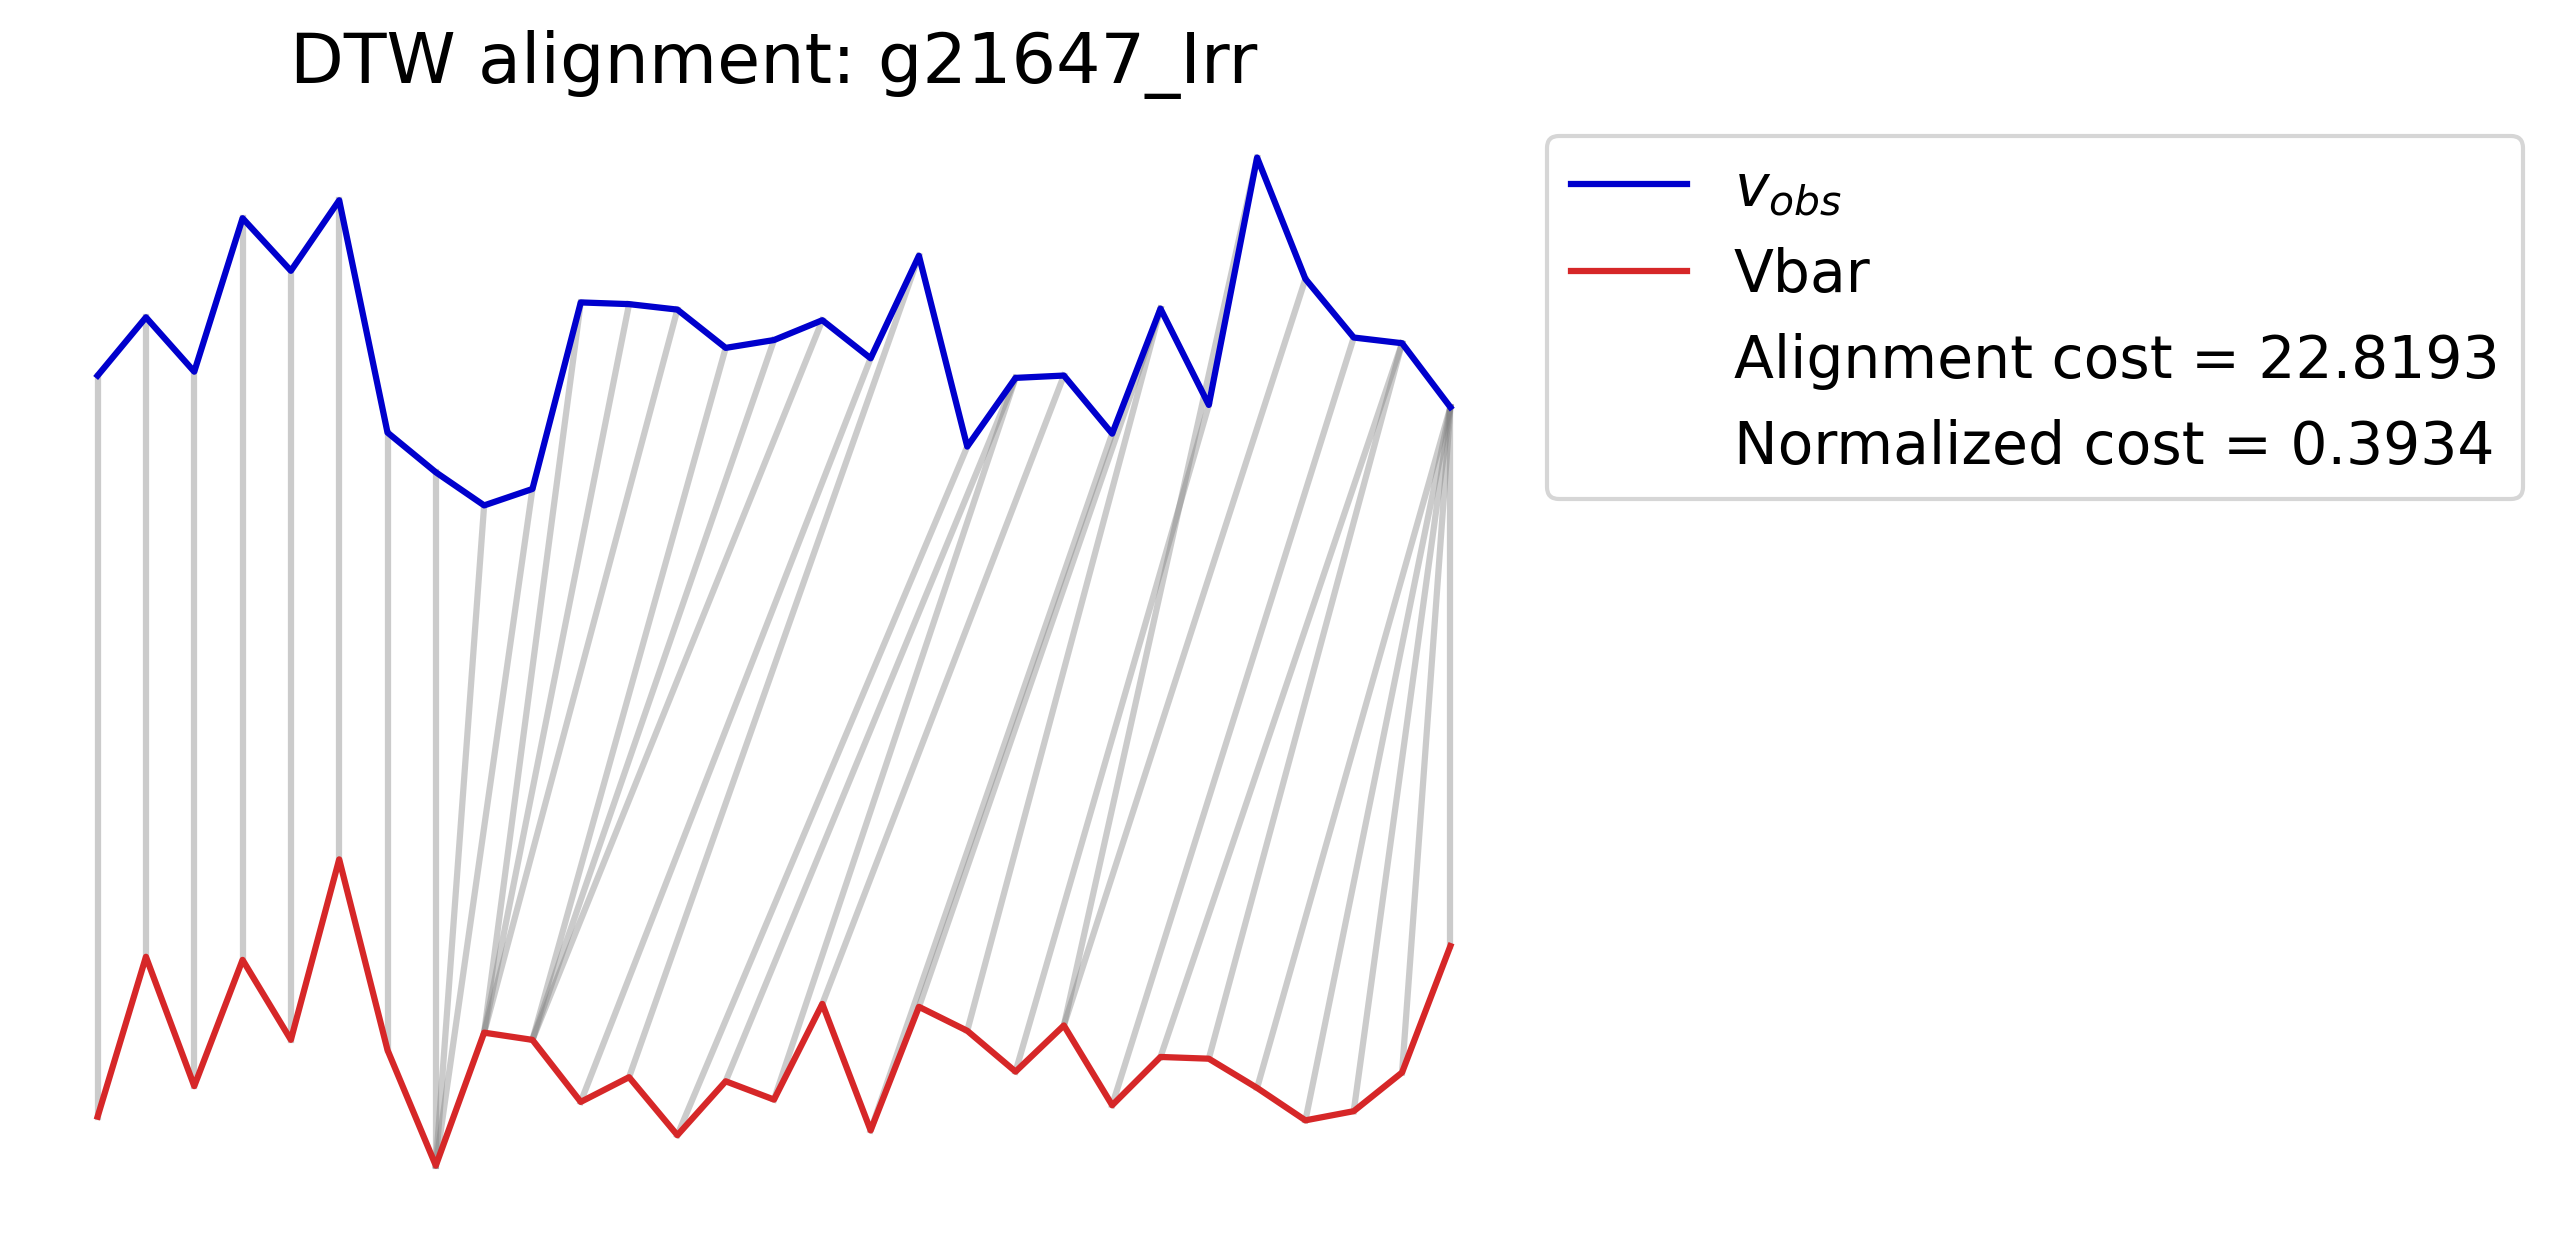 DTW alignment: g21647_Irr
v_obs
Vbar
Alignment cost = 22.8193
Normalized cost = 0.3934